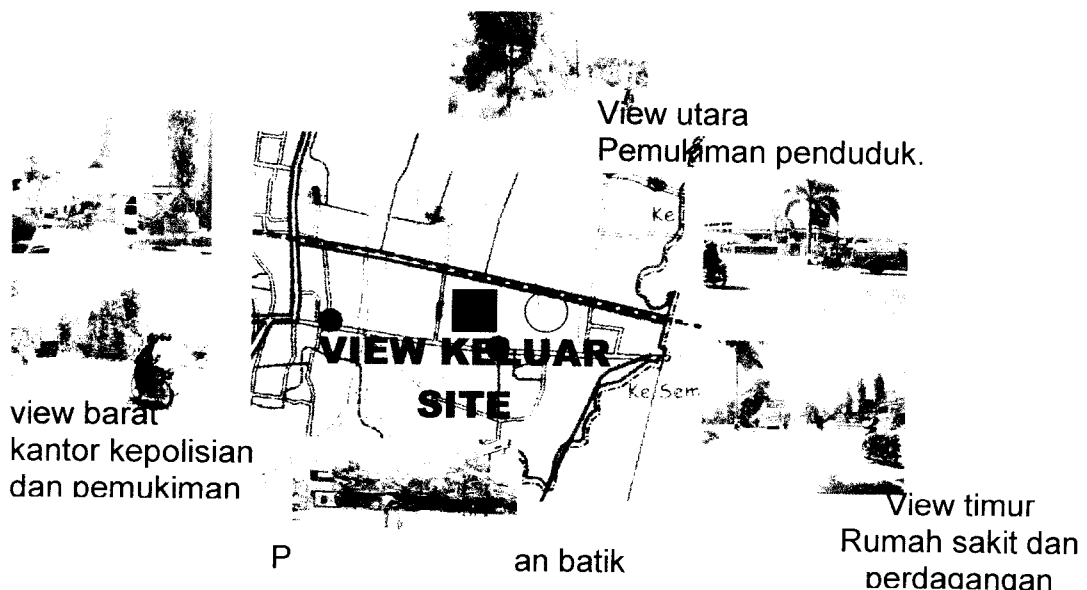 View utara
Pemukiman penduduk.
Ke
VIEW KELUAR
SITE
Ke Sem
view barat
kantor kepolisian
dan pemukiman
View timur
Rumah sakit dan
perdagangan
P an batik